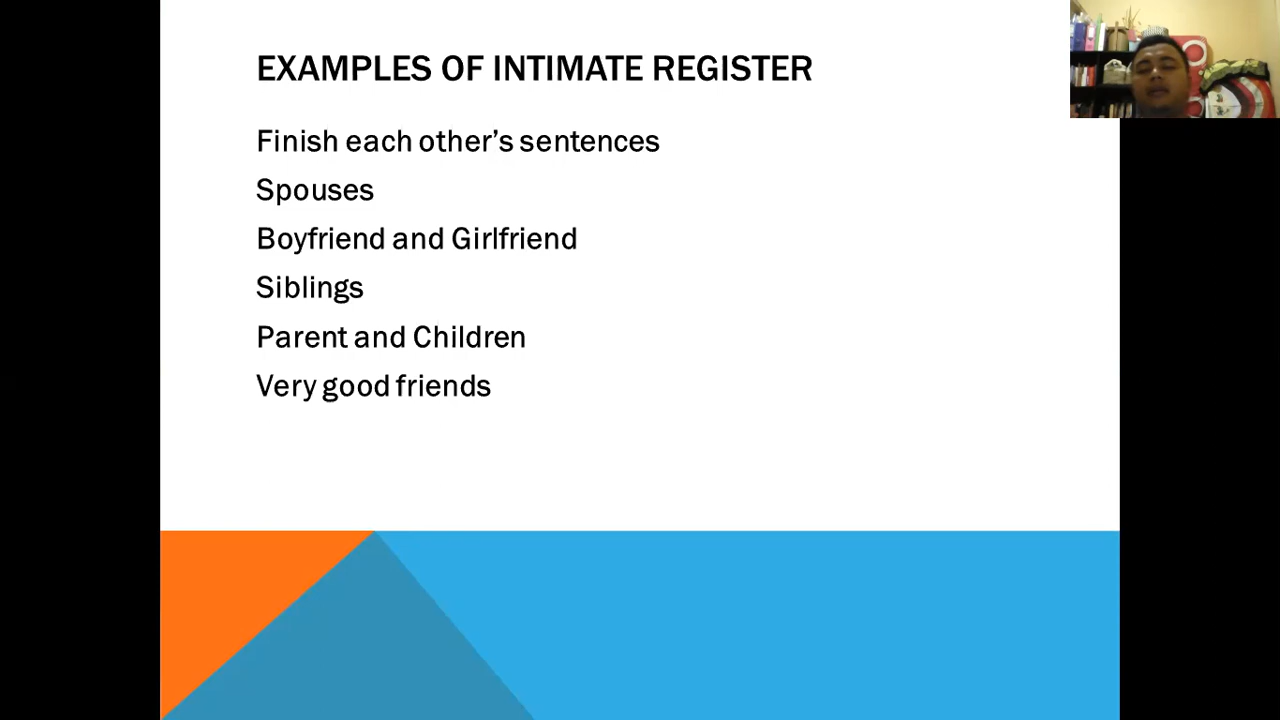 EXAMPLES OF INTIMATE REGISTER
Finish each other’s sentences
Spouses
Boyfriend and Girlfriend
Siblings
Parent and Children
Very good friends